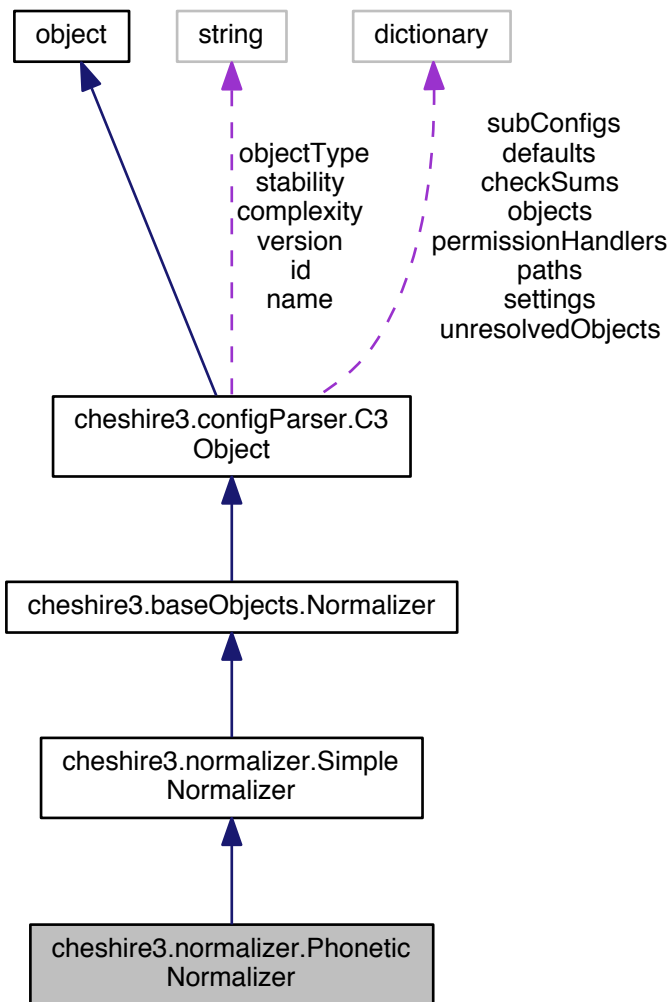 object
string
dictionary
objectType
stability
complexity
version
id
name
subConfigs
defaults
checkSums
objects
permissionHandlers
paths
settings
unresolvedObjects
cheshire3.configParser.C3
Object
cheshire3.baseObjects.Normalizer
cheshire3.normalizer.Simple
Normalizer
cheshire3.normalizer.Phonetic
Normalizer